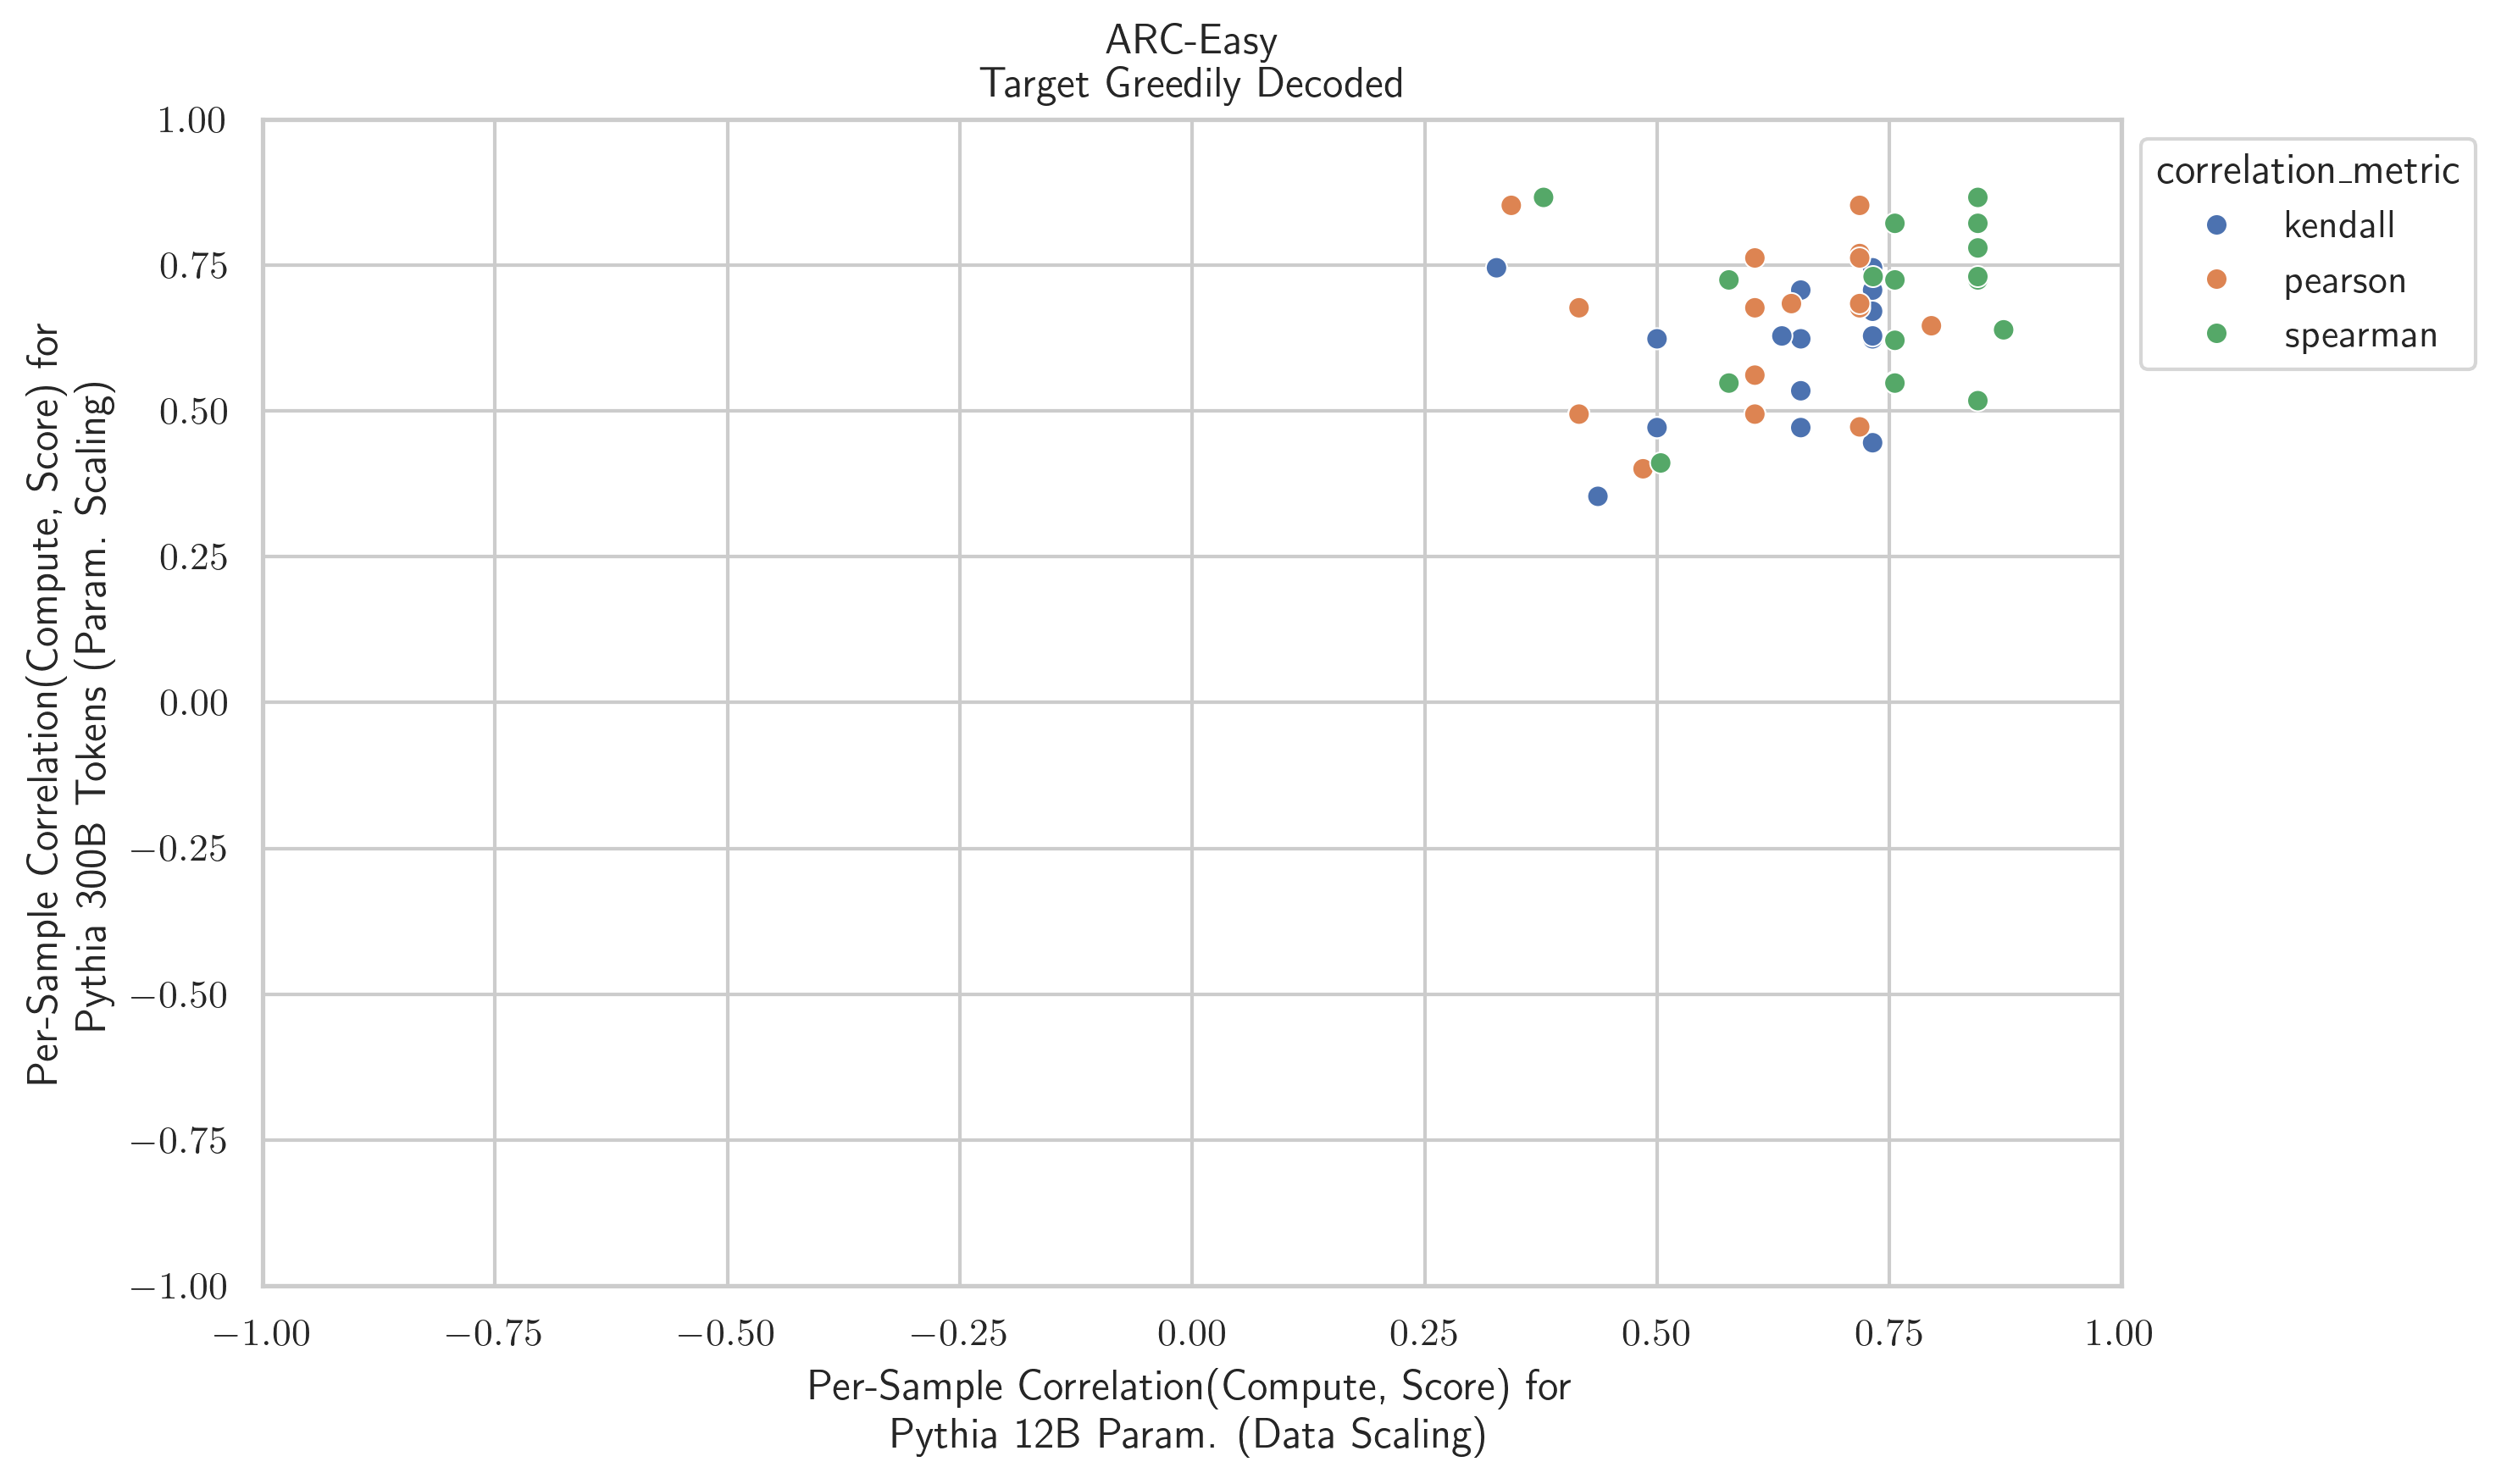 ARC-Easy
Target Greedily Decoded
1.00
0.75
0.50
0.25
0.00
−0.25
−0.50
−0.75
−1.00
Per-Sample Correlation(Compute, Score) for
Pythia 300B Tokens (Param. Scaling)
−1.00
−0.75
−0.50
−0.25
0.00
0.25
0.50
0.75
1.00
Per-Sample Correlation(Compute, Score) for
Pythia 12B Param. (Data Scaling)
correlation_metric
kendall
pearson
spearman